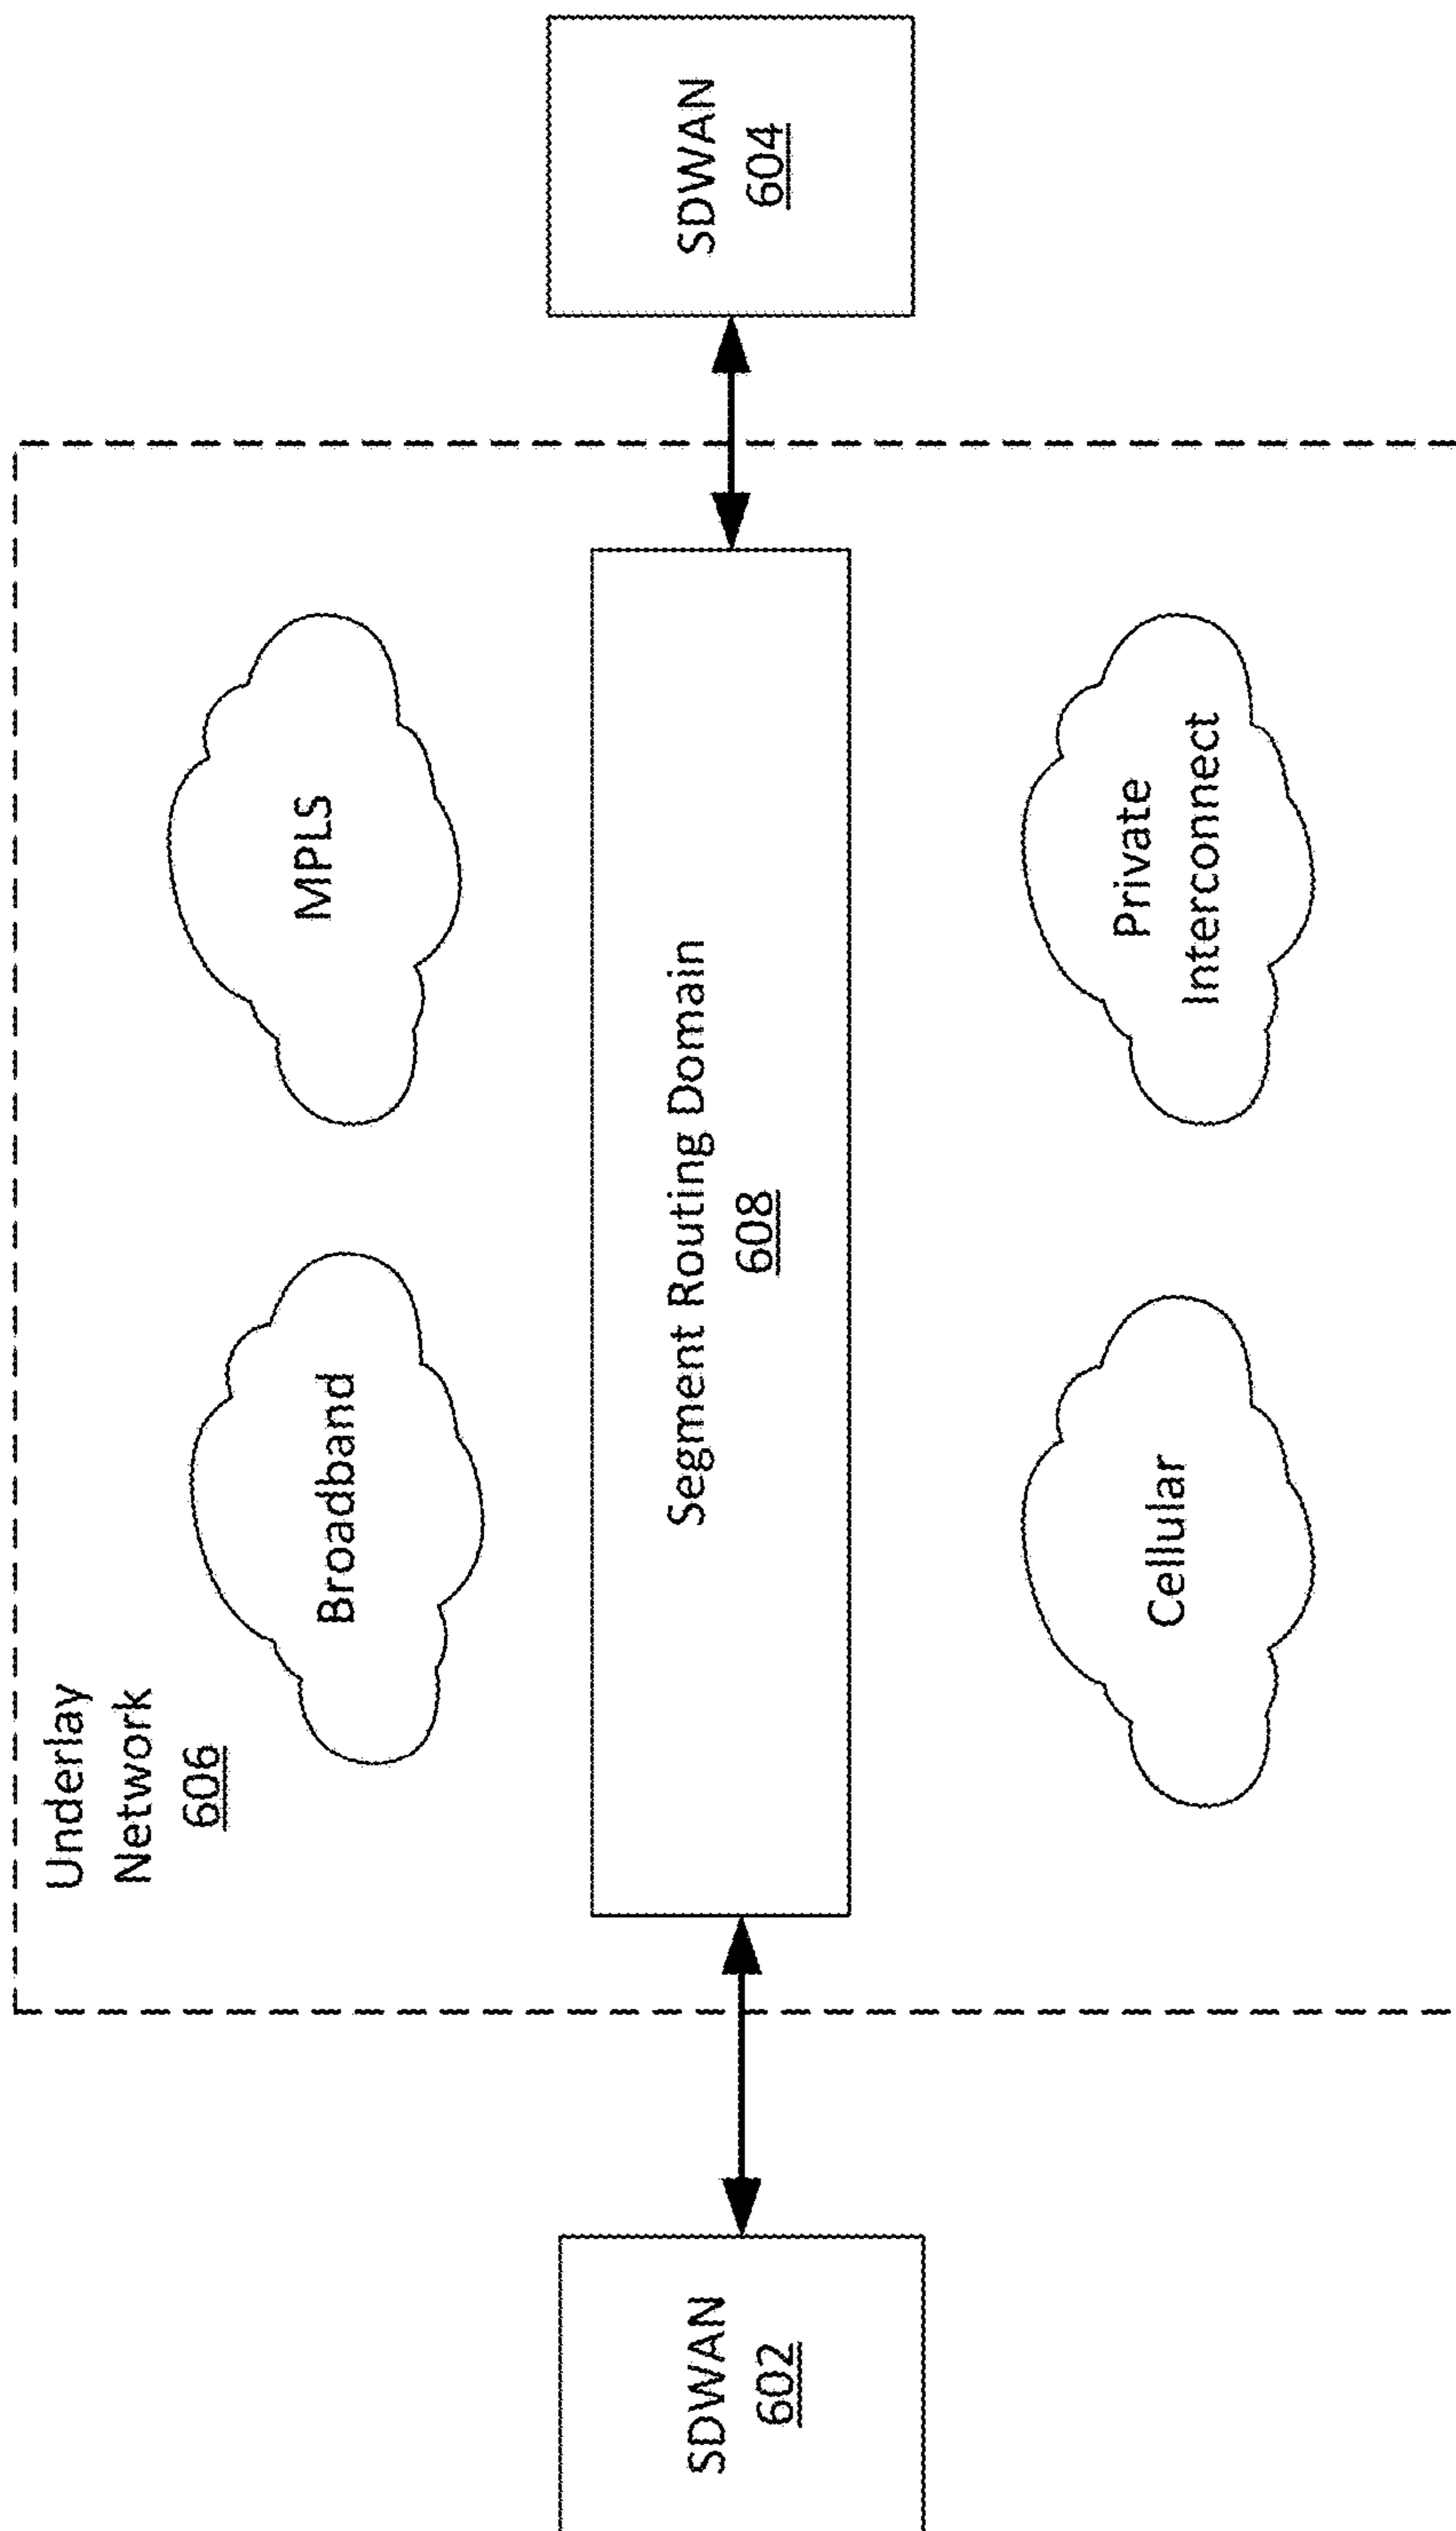 Underlay
Network
606
Broadband
MPLS
SDWAN
602
Segment Routing Domain
608
SDWAN
604
Cellular
Private
Interconnect